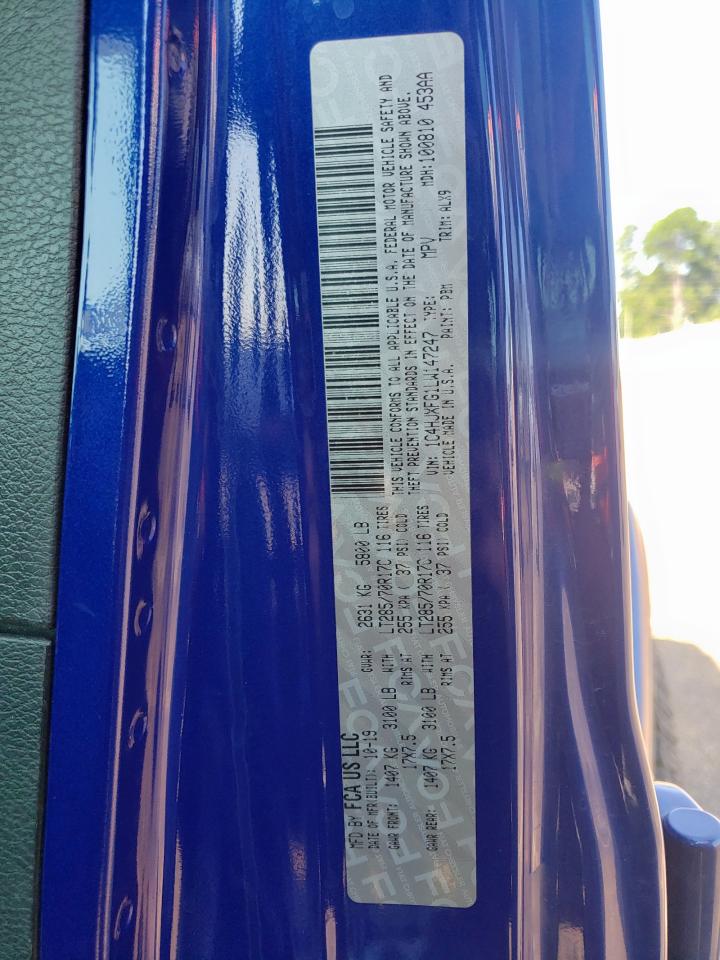 MFD BY FCA US LLC
DATE OF MFR(BUILT): 10-19 GVWR: 2631 KG 5800 LB
GAWR FRONT: 1407 KG 3100 LB WITH LT285/70R17C 116 TIRES
17X7.5 RIMS AT 255 KPA ( 37 PSI) COLD
GAWR REAR: 1407 KG 3100 LB WITH LT285/70R17C 116 TIRES
17X7.5 RIMS AT 255 KPA ( 37 PSI) COLD
THIS VEHICLE CONFORMS TO ALL APPLICABLE U.S.A. FEDERAL MOTOR VEHICLE SAFETY AND
THEFT PREVENTION STANDARDS IN EFFECT ON THE DATE OF MANUFACTURE SHOWN ABOVE.
VIN: 1C4HJXFG1LW147247 TYPE: MPV MDH:100810 453AA
VEHICLE MADE IN U.S.A. PAINT: PBM TRIM: ALX9